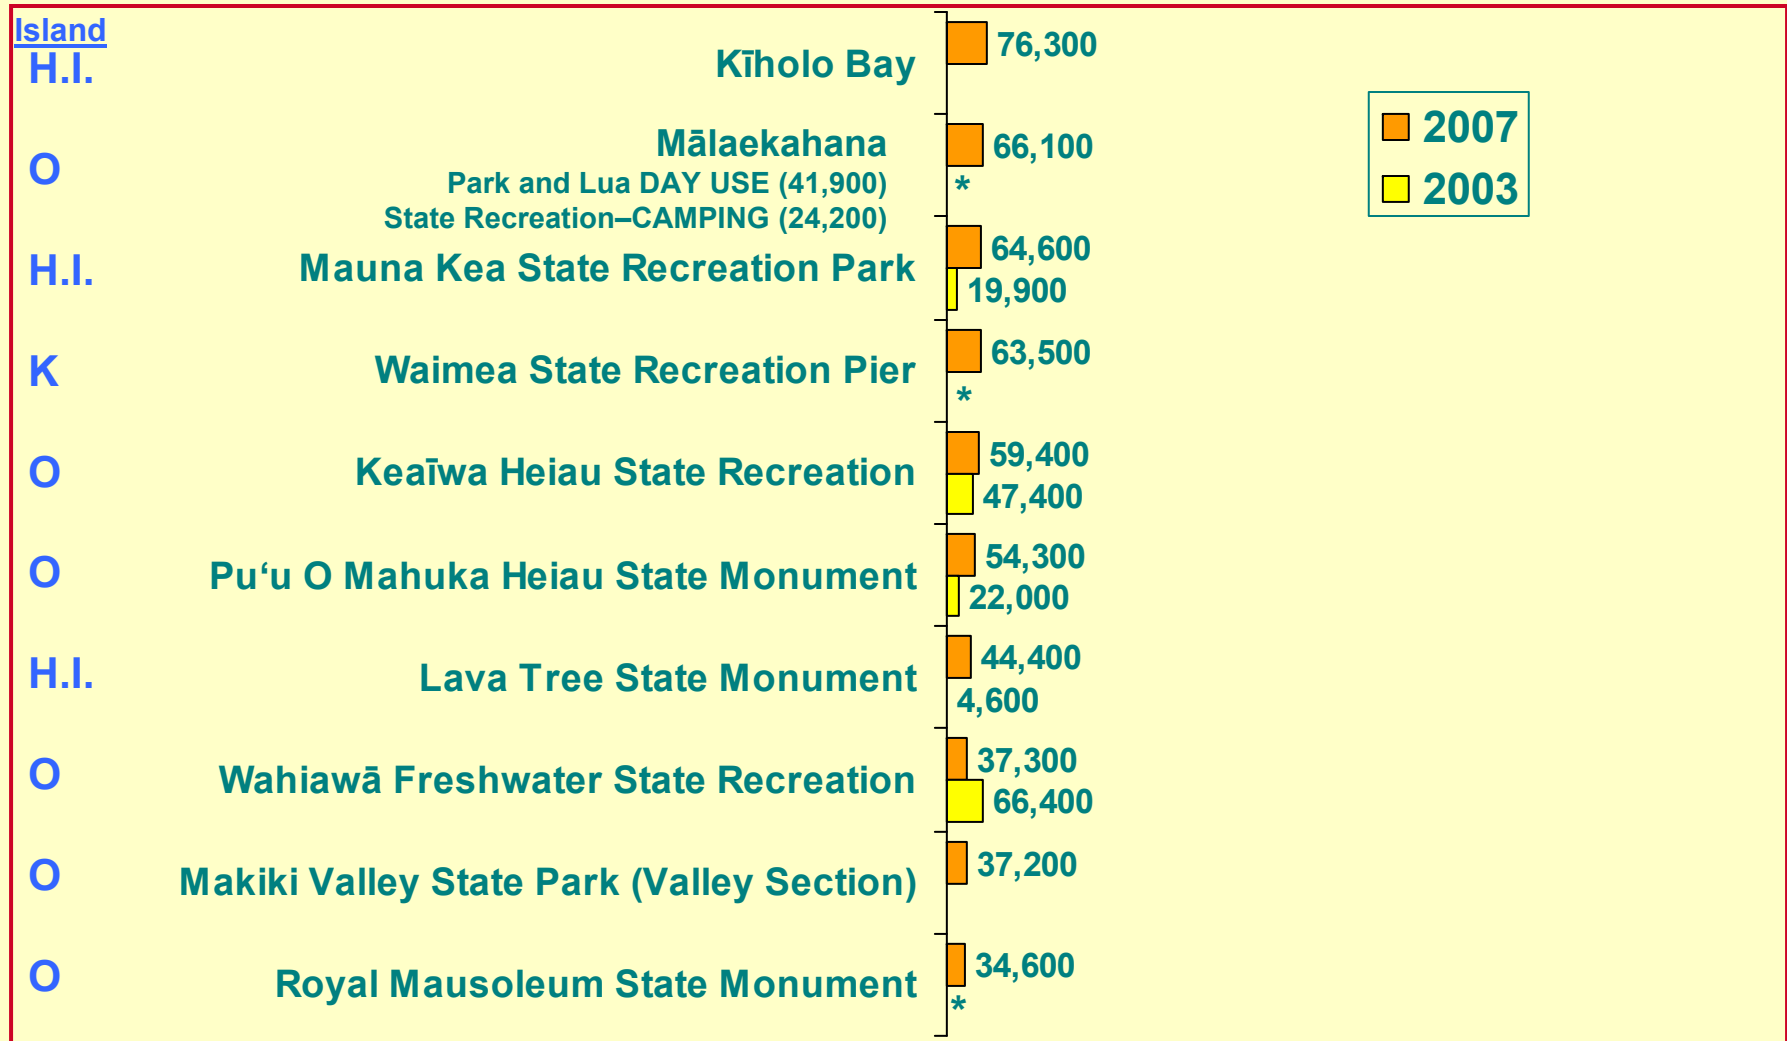 Island
H.I.
Kīholo Bay
76,300
2007
2003
O
Mālaekahana
Park and Lua DAY USE (41,900)
State Recreation–CAMPING (24,200)
66,100
*
H.I.
Mauna Kea State Recreation Park
64,600
19,900
K
Waimea State Recreation Pier
63,500
*
O
Keaīwa Heiau State Recreation
59,400
47,400
O
Pu‘u O Mahuka Heiau State Monument
54,300
22,000
H.I.
Lava Tree State Monument
44,400
4,600
O
Wahiawā Freshwater State Recreation
37,300
66,400
O
Makiki Valley State Park (Valley Section)
37,200
O
Royal Mausoleum State Monument
34,600
*